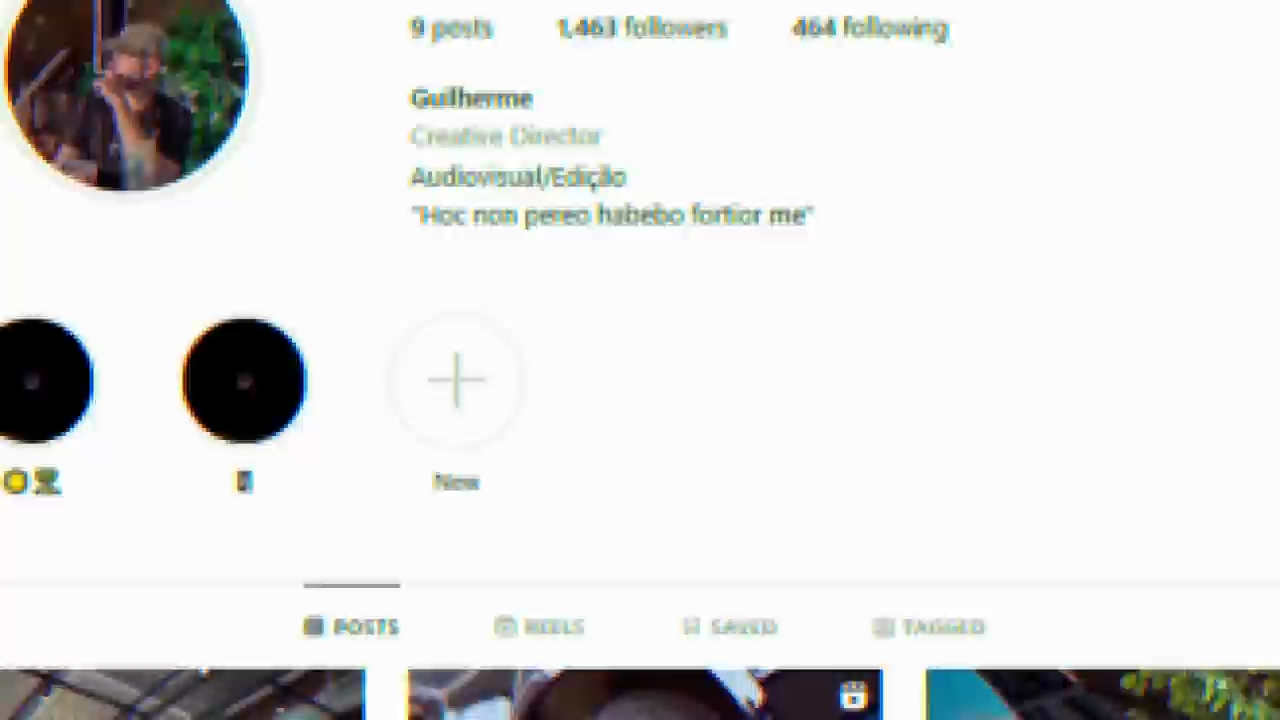 9 posts 1,463 followers 464 following
Guilherme
Creative Director
Audiovisual/Edição
"Hoc non pereo habebo fortior me"
New
POSTS REELS SAVED TAGGED